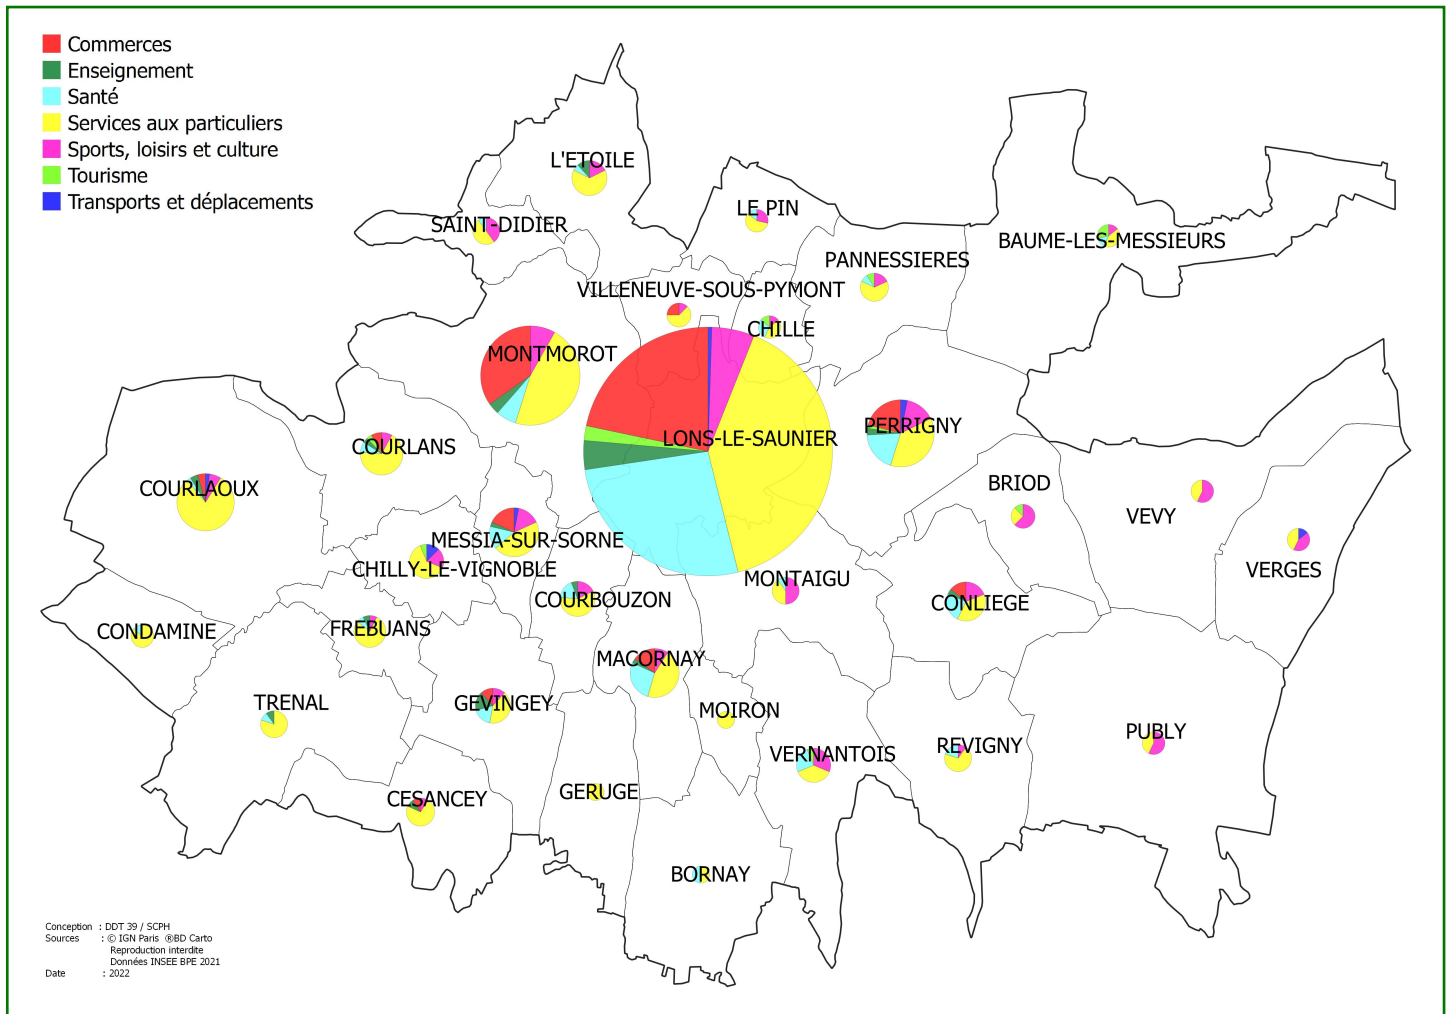 Commerces
Enseignement
Santé
Services aux particuliers
Sports, loisirs et culture
Tourisme
Transports et déplacements
L'ETOILE
SAINT-DIDIER
LE PIN
BAUME-LES-MESSIEURS
PANNESSIERES
VILLENEUVE-SOUS-PYMONT
CHILLE
MONTMOROT
LONS-LE-SAUNIER
PERRIGNY
COURLANS
COURLAOUX
BRIOD
VEVY
MESSIA-SUR-SORNE
CHILLY-LE-VIGNOBLE
VERGES
MONTAIGU
COURBOUZON
CONLIEGE
CONDAMINE
FREBUANS
MACORNAY
TRENAL
GEVINGEY
MOIRON
PUBLY
VERNANTOIS
REVIGNY
CESANCEY
GERUGE
BORNAY
Conception : DDT 39 / SCPH
Sources : © IGN Paris ®BD Carto
Reproduction interdite
Données INSEE BPE 2021
Date : 2022